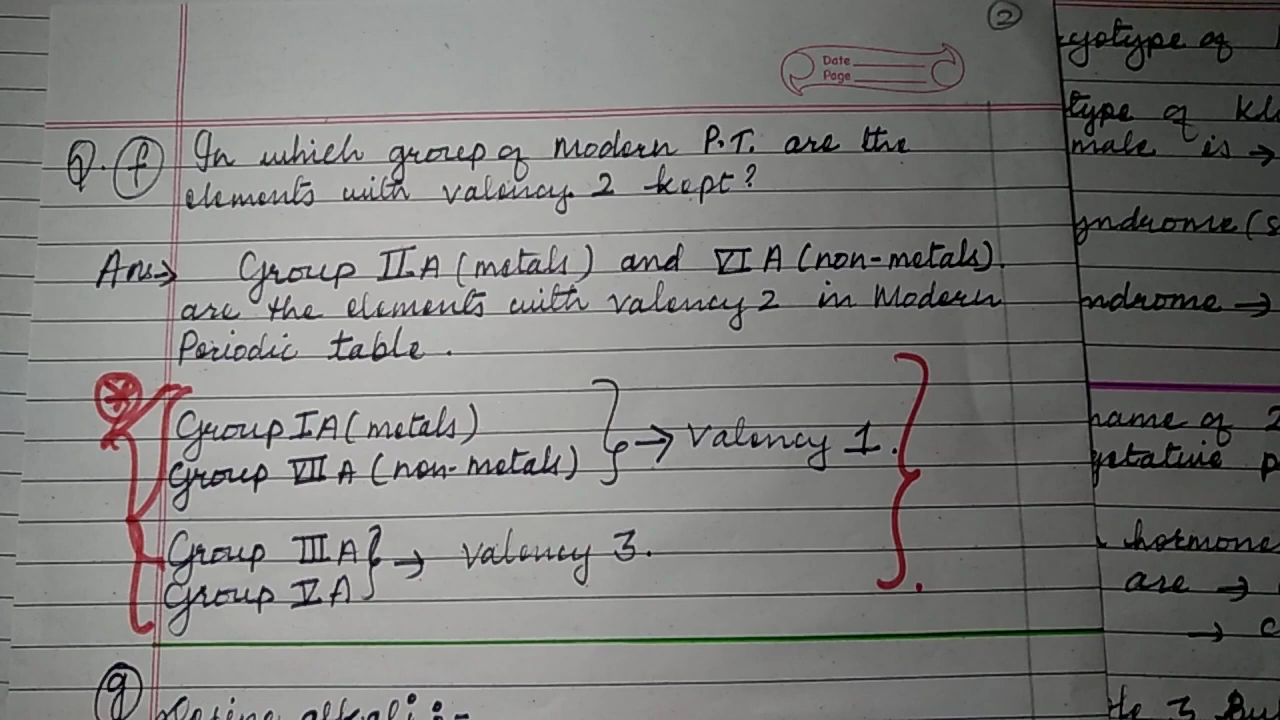 2
Date
Page
Q. f In which group of modern P.T. are the
elements with valency 2 kept?
Ans→ Group II A (metals) and VI A (non-metals)
are the elements with valency 2 in Modern
Periodic table.
Group I A (metals)
Group VII A (non-metals) } → Valency 1.
Group III A
Group V A } → Valency 3.
g alkali :-
type of
male is →
ndrome →
name of 2
hormone
are →
→ c